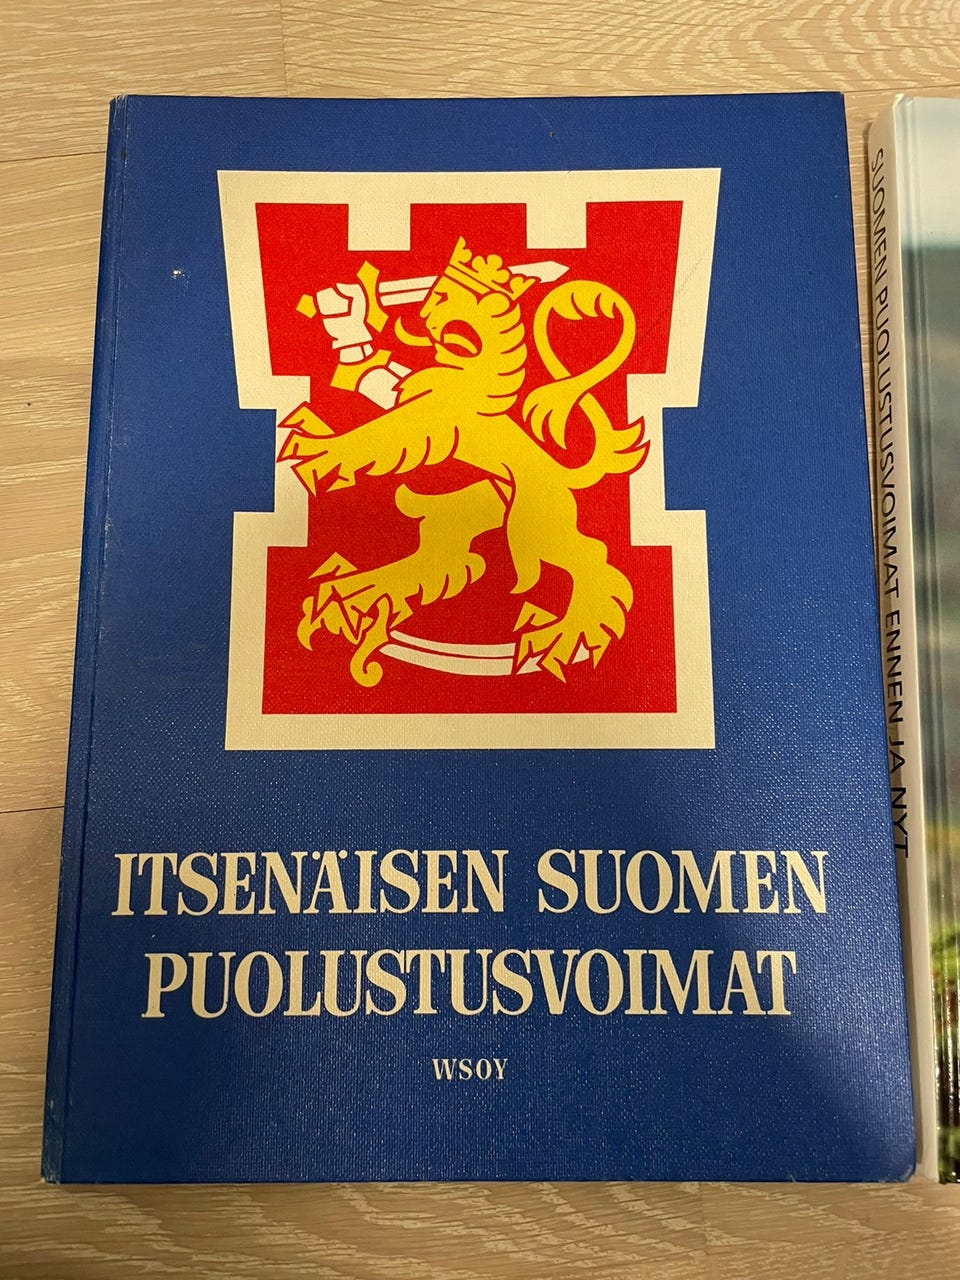 ITSENÄISEN SUOMEN
PUOLUSTUSVOIMAT
WSOY
SUOMEN PUOLUSTUSVOIMAT ENNEN JA NYT